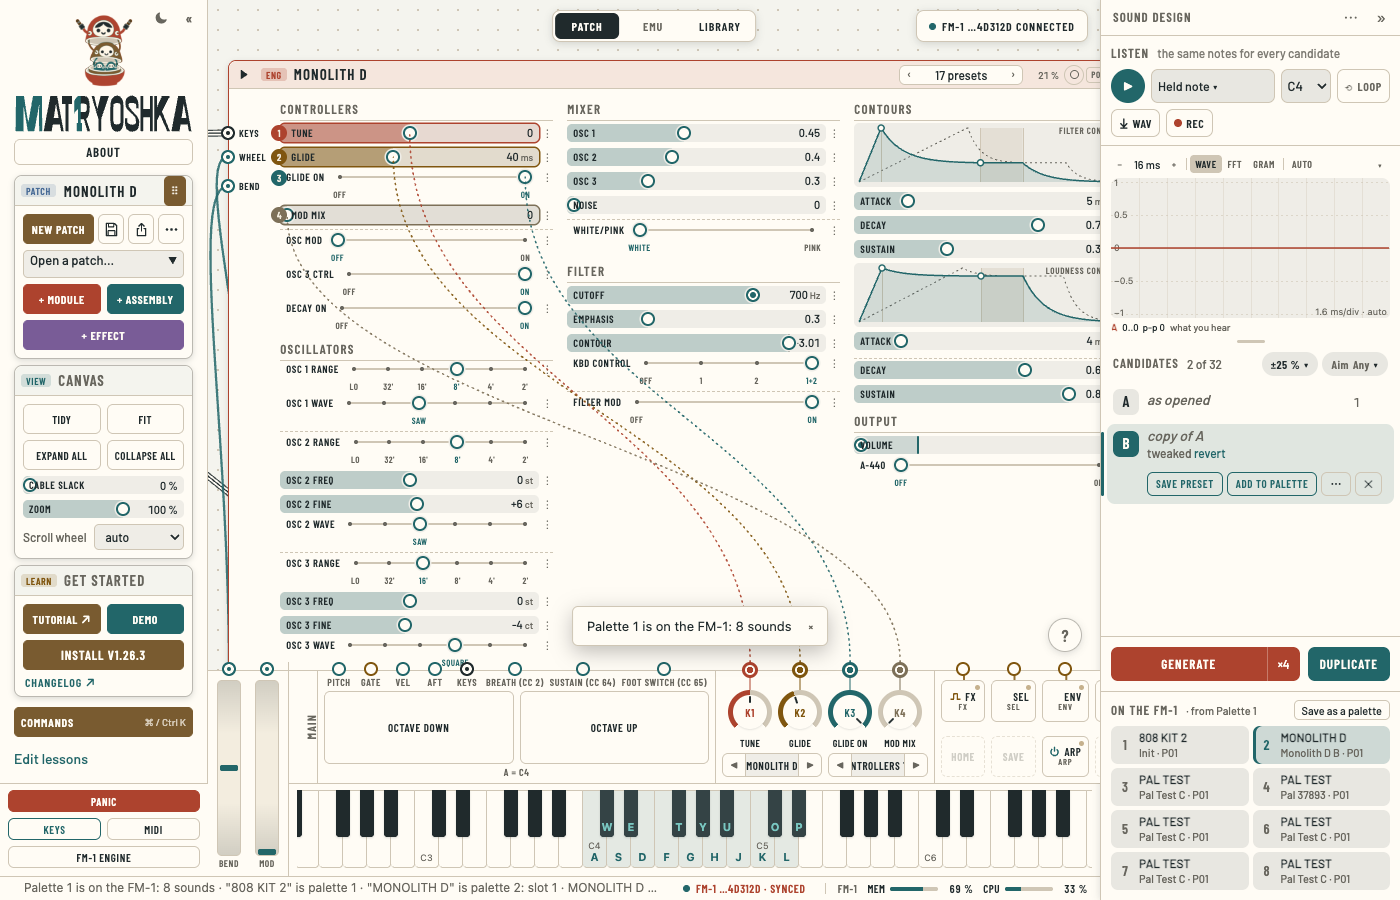 MATRYOSHKA
ABOUT
PATCH MONOLITH D
NEW PATCH
Open a patch...
+ MODULE
+ ASSEMBLY
+ EFFECT
VIEW CANVAS
TIDY
FIT
EXPAND ALL
COLLAPSE ALL
CABLE SLACK 0 %
ZOOM 100 %
Scroll wheel auto
LEARN GET STARTED
TUTORIAL ↗
DEMO
INSTALL V1.26.3
CHANGELOG ↗
COMMANDS ⌘ / Ctrl K
Edit lessons
PANIC
KEYS
MIDI
FM-1 ENGINE
PATCH EMU LIBRARY
FM-1 ...4D312D CONNECTED
ENG MONOLITH D
17 presets
21 %
KEYS
WHEEL
BEND
CONTROLLERS
1 TUNE 0
2 GLIDE 40 ms
3 GLIDE ON
OFF ON
4 MOD MIX 0
OSC MOD
OFF ON
OSC 3 CTRL
OFF ON
DECAY ON
OFF ON
OSCILLATORS
OSC 1 RANGE
LO 32' 16' 8' 4' 2'
OSC 1 WAVE
SAW
OSC 2 RANGE
LO 32' 16' 8' 4' 2'
OSC 2 FREQ 0 st
OSC 2 FINE +6 ct
OSC 2 WAVE
SAW
OSC 3 RANGE
LO 32' 16' 8' 4' 2'
OSC 3 FREQ 0 st
OSC 3 FINE -4 ct
OSC 3 WAVE
SQUARE
MIXER
OSC 1 0.45
OSC 2 0.4
OSC 3 0.3
NOISE 0
WHITE/PINK
WHITE PINK
FILTER
CUTOFF 700 Hz
EMPHASIS 0.3
CONTOUR 3.01
KBD CONTROL
OFF 1 2 1+2
FILTER MOD
OFF ON
CONTOURS
FILTER CON
ATTACK 5 m
DECAY 0.7
SUSTAIN 0.3
LOUDNESS CON
ATTACK 4 m
DECAY 0.6
SUSTAIN 0.8
OUTPUT
VOLUME
A-440
OFF
Palette 1 is on the FM-1: 8 sounds ×
?
BEND
MOD
MAIN
PITCH GATE VEL AFT KEYS BREATH (CC 2) SUSTAIN (CC 64) FOOT SWITCH (CC 65)
OCTAVE DOWN
OCTAVE UP
A = C4
K1 K2 K3 K4
TUNE GLIDE GLIDE ON MOD MIX
◀ MONOLITH D ▶
◀ NTROLLERS ▶
FX
FX
SEL
SEL
ENV
ENV
HOME
SAVE
ARP
ARP
W E T Y U O P
C3 C4 C5 C6
A S D F G H J K L
Palette 1 is on the FM-1: 8 sounds · "808 KIT 2" is palette 1 · "MONOLITH D" is palette 2: slot 1 · MONOLITH D ...
FM-1 ...4D312D · SYNCED
FM-1 MEM 69 % CPU 33 %
SOUND DESIGN ... »
LISTEN the same notes for every candidate
Held note
C4
LOOP
WAV
REC
− 16 ms + WAVE FFT GRAM AUTO
1
0.5
0
−0.5
−1
1.6 ms/div · auto
A 0..0 p-p 0 what you hear
CANDIDATES 2 of 32
±25 %
Aim Any
A as opened 1
B copy of A
tweaked revert
SAVE PRESET
ADD TO PALETTE
...
×
GENERATE ×4
DUPLICATE
ON THE FM-1 · from Palette 1
Save as a palette
1 808 KIT 2
Init · P01
2 MONOLITH D
Monolith D B · P01
3 PAL TEST
Pal Test C · P01
4 PAL TEST
Pal 37893 · P01
5 PAL TEST
Pal Test C · P01
6 PAL TEST
Pal Test C · P01
7 PAL TEST
Pal Test C · P01
8 PAL TEST
Pal Test C · P01